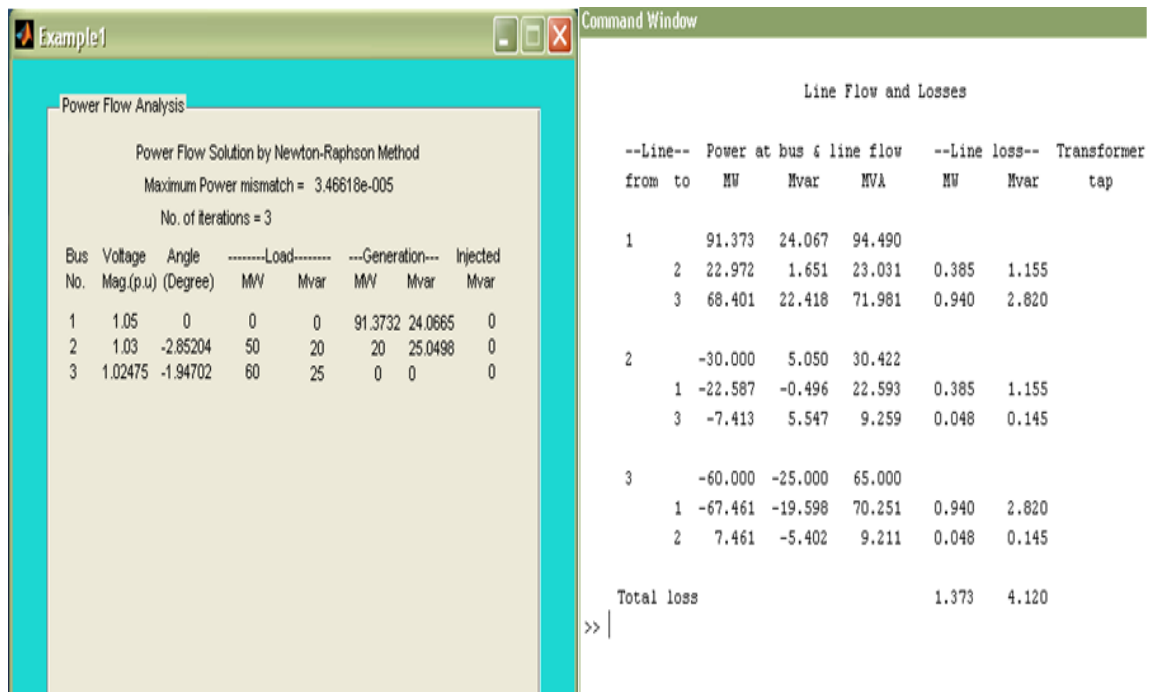 Example1
Power Flow Analysis
Power Flow Solution by Newton-Raphson Method
Maximum Power mismatch = 3.46618e-005
No. of iterations = 3
Bus Voltage Angle --------Load-------- ---Generation--- Injected
No. Mag.(p.u) (Degree) MW Mvar MW Mvar Mvar
1 1.05 0 0 0 91.3732 24.0665 0
2 1.03 -2.85204 50 20 20 25.0498 0
3 1.02475 -1.94702 60 25 0 0 0
Command Window
Line Flow and Losses
--Line-- Power at bus & line flow --Line loss-- Transformer
from to MW Mvar MVA MW Mvar tap
1 91.373 24.067 94.490
2 22.972 1.651 23.031 0.385 1.155
3 68.401 22.418 71.981 0.940 2.820
2 -30.000 5.050 30.422
1 -22.587 -0.496 22.593 0.385 1.155
3 -7.413 5.547 9.259 0.048 0.145
3 -60.000 -25.000 65.000
1 -67.461 -19.598 70.251 0.940 2.820
2 7.461 -5.402 9.211 0.048 0.145
Total loss 1.373 4.120
>>